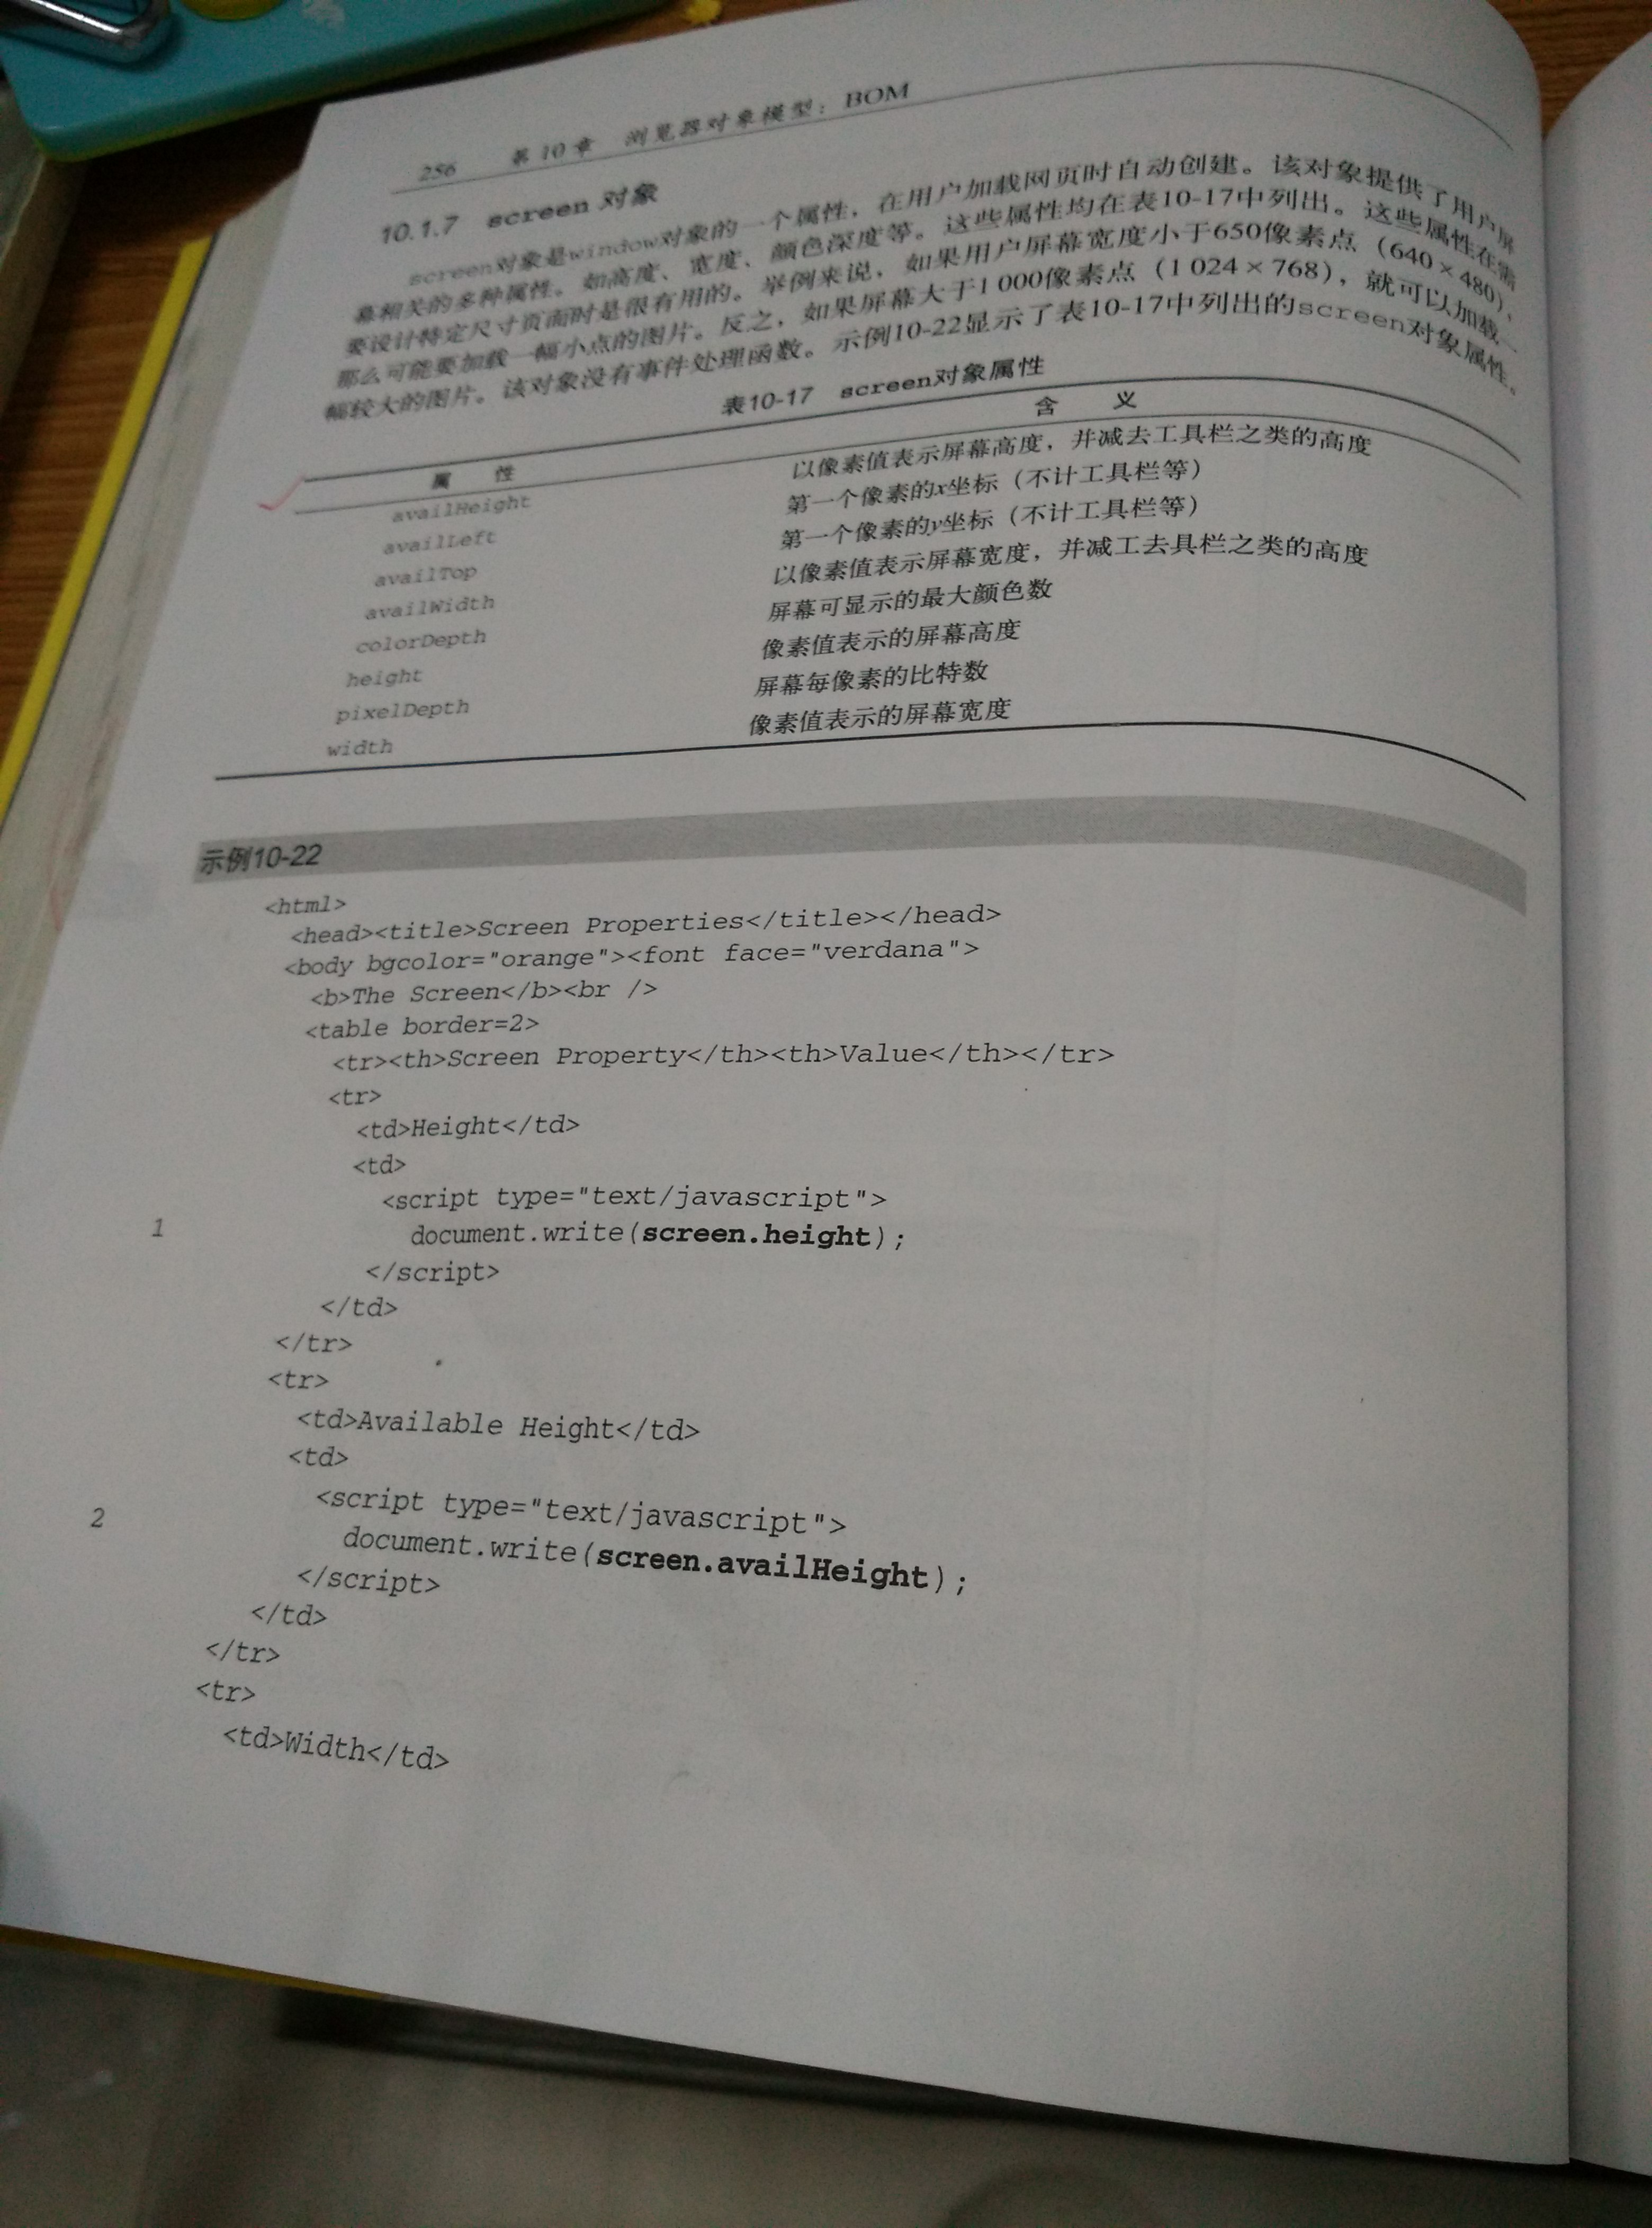 256 第10章 浏览器对象模型：BOM
10.1.7 screen 对象
screen对象是window对象的一个属性，在用户加载网页时自动创建。该对象提供了用户屏
幕相关的多种属性。如高度、宽度、颜色深度等。这些属性均在表10-17中列出。这些属性在需
要设计特定尺寸页面时是很有用的。举例来说，如果用户屏幕宽度小于650像素点（640×480），
那么可能要加载一幅小点的图片。反之，如果屏幕大于1 000像素点（1 024×768），就可以加载一
幅较大的图片。该对象没有事件处理函数。示例10-22显示了表10-17中列出的screen对象属性。
表10-17 screen对象属性
属 性 含 义
availHeight 以像素值表示屏幕高度，并减去工具栏之类的高度
availLeft 第一个像素的x坐标（不计工具栏等）
availTop 第一个像素的y坐标（不计工具栏等）
availWidth 以像素值表示屏幕宽度，并减工去具栏之类的高度
colorDepth 屏幕可显示的最大颜色数
height 像素值表示的屏幕高度
pixelDepth 屏幕每像素的比特数
width 像素值表示的屏幕宽度
示例10-22
<html>
<head><title>Screen Properties</title></head>
<body bgcolor="orange"><font face="verdana">
<b>The Screen</b><br />
<table border=2>
<tr><th>Screen Property</th><th>Value</th></tr>
<tr>
<td>Height</td>
<td>
<script type="text/javascript">
1 document.write(screen.height);
</script>
</td>
</tr>
<tr>
<td>Available Height</td>
<td>
<script type="text/javascript">
2 document.write(screen.availHeight);
</script>
</td>
</tr>
<tr>
<td>Width</td>